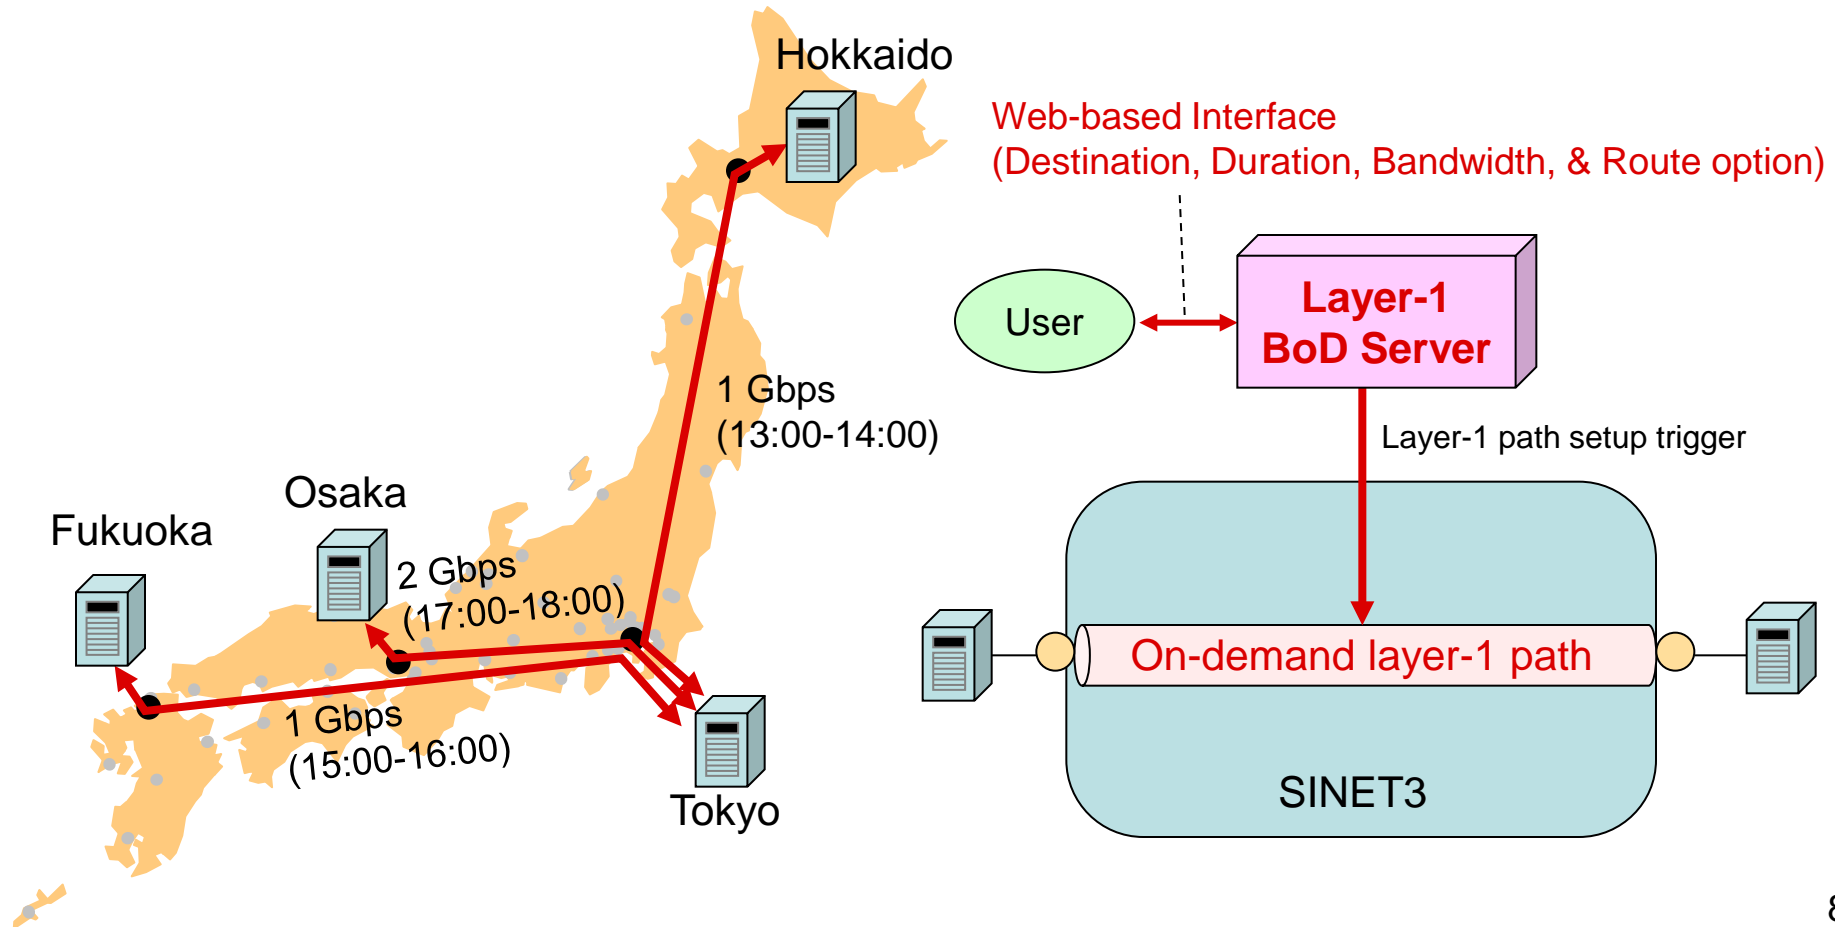 Hokkaido
Web-based Interface
(Destination, Duration, Bandwidth, & Route option)
Layer-1
BoD Server
User
1 Gbps
(13:00-14:00)
Layer-1 path setup trigger
Osaka
Fukuoka
2 Gbps
(17:00-18:00)
On-demand layer-1 path
1 Gbps
(15:00-16:00)
SINET3
Tokyo
8